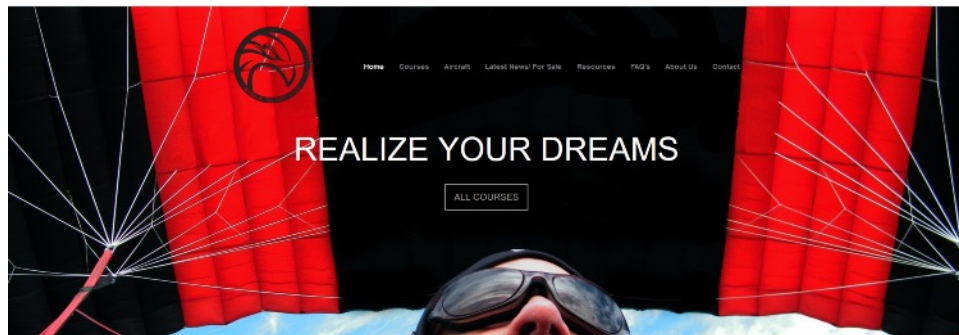 Home Courses Aircraft Latest News/ For Sale Resources FAQ's About Us Contact
REALIZE YOUR DREAMS
ALL COURSES